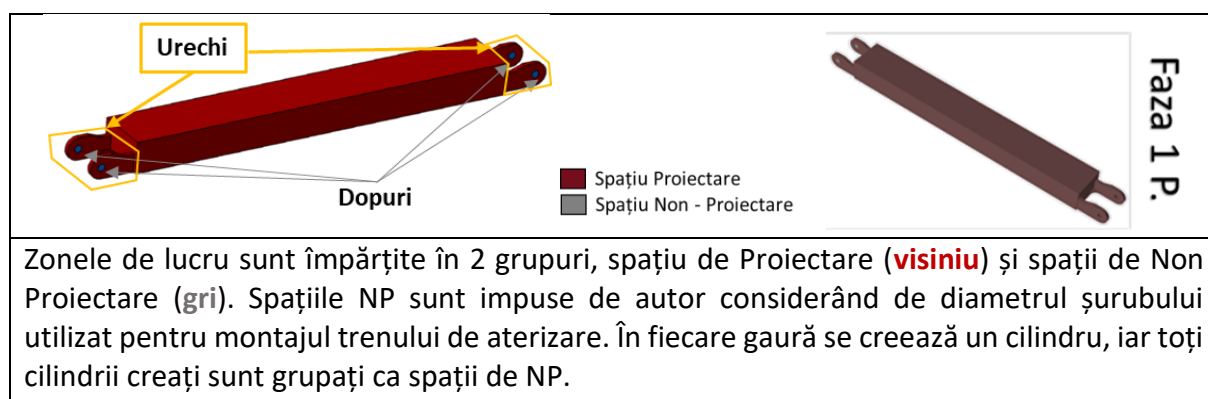 Urechi
Dopuri
Spațiu Proiectare
Spațiu Non - Proiectare
Faza 1 P.
Zonele de lucru sunt împărțite în 2 grupuri, spațiu de Proiectare (visiniu) și spații de Non
Proiectare (gri). Spațiile NP sunt impuse de autor considerând de diametrul șurubului
utilizat pentru montajul trenului de aterizare. În fiecare gaură se creează un cilindru, iar toți
cilindrii creați sunt grupați ca spații de NP.